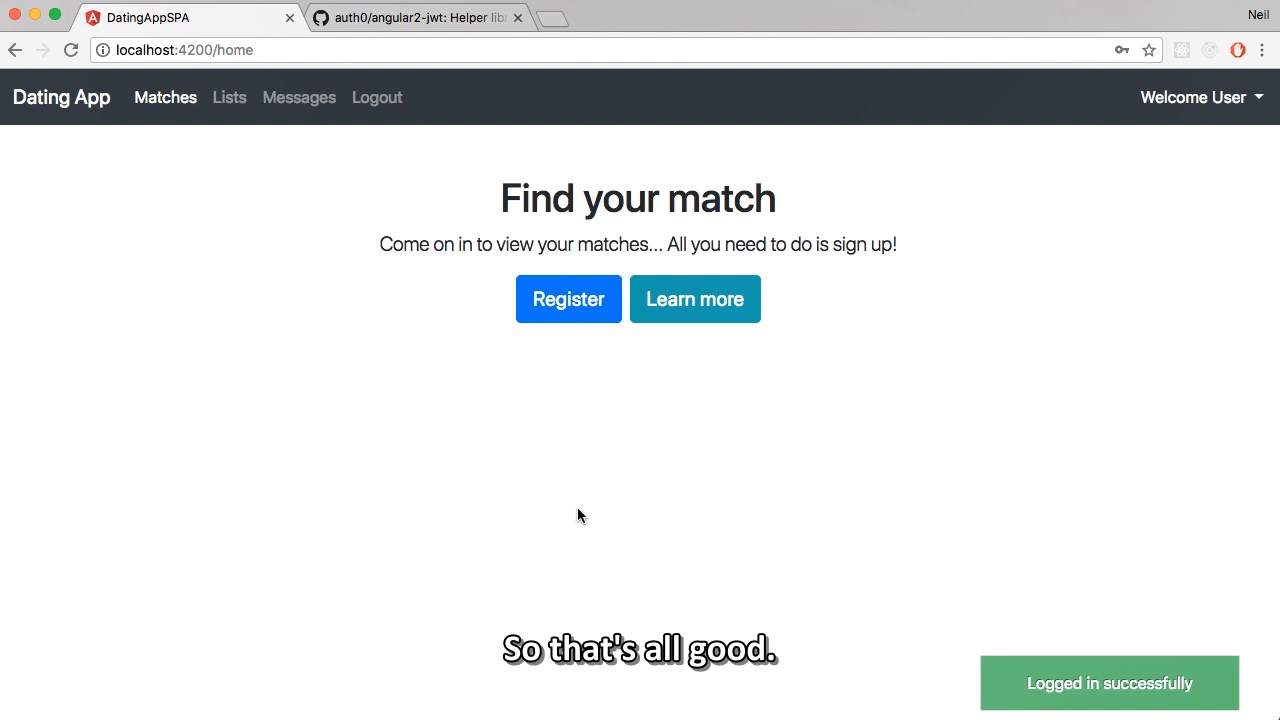 DatingAppSPA
auth0/angular2-jwt: Helper libr
Neil
localhost:4200/home
Dating App Matches Lists Messages Logout Welcome User
Find your match
Come on in to view your matches... All you need to do is sign up!
Register Learn more
So that's all good.
Logged in successfully